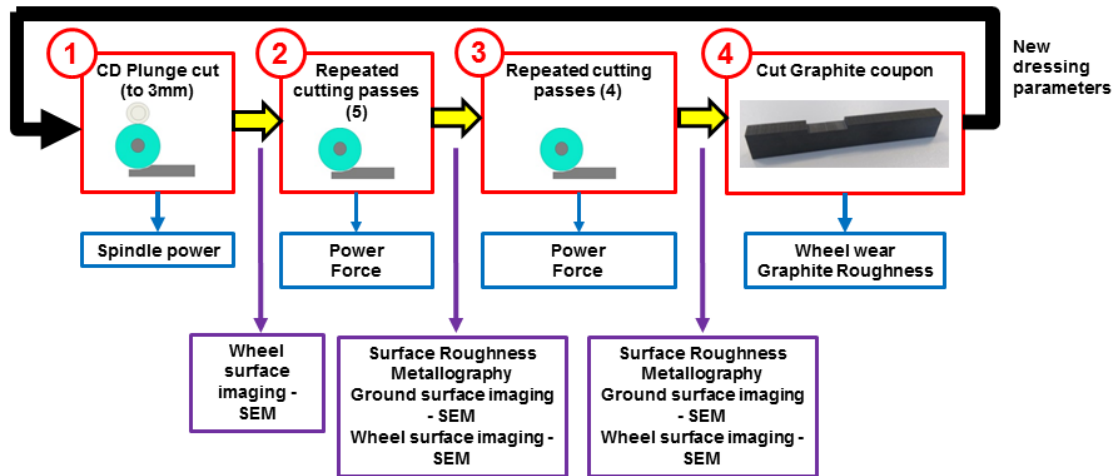 1
CD Plunge cut
(to 3mm)
2
Repeated
cutting passes
(5)
3
Repeated cutting
passes (4)
4
Cut Graphite coupon
New
dressing
parameters
Spindle power
Power
Force
Power
Force
Wheel wear
Graphite Roughness
Wheel
surface
imaging -
SEM
Surface Roughness
Metallography
Ground surface imaging
- SEM
Wheel surface imaging -
SEM
Surface Roughness
Metallography
Ground surface imaging
- SEM
Wheel surface imaging -
SEM